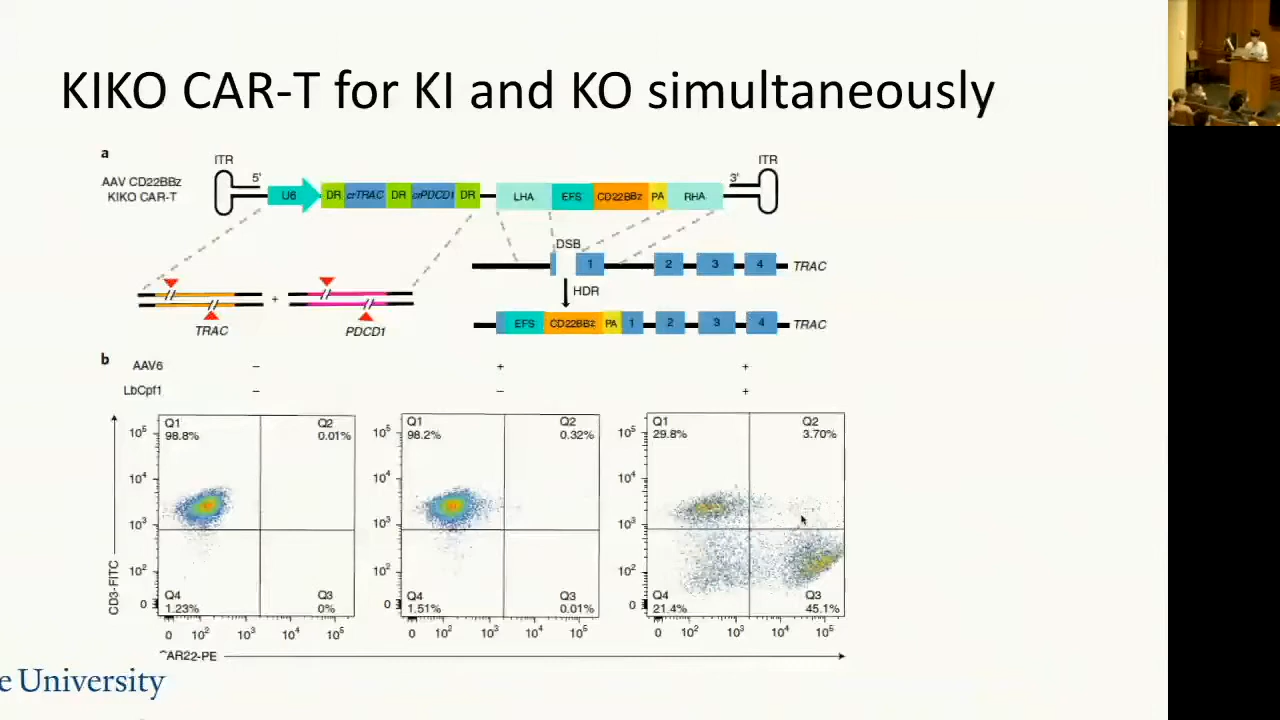 KIKO CAR-T for KI and KO simultaneously
a
ITR
ITR
AAV CD22BBz
KIKO CAR-T
5'
3'
U6
DR
crTRAC
DR
crPDCD1
DR
LHA
EFS
CD22BBz
PA
RHA
DSB
1
2
3
4
TRAC
HDR
+
TRAC
PDCD1
EFS
CD22BBz
PA
1
2
3
4
TRAC
b
AAV6
–
+
+
LbCpf1
–
–
+
CD3-FITC
10⁵
10⁴
10³
10²
0
Q1
98.8%
Q2
0.01%
Q4
1.23%
Q3
0%
0 10² 10³ 10⁴ 10⁵
10⁵
10⁴
10³
10²
0
Q1
98.2%
Q2
0.32%
Q4
1.51%
Q3
0.01%
0 10² 10³ 10⁴ 10⁵
10⁵
10⁴
10³
10²
0
Q1
29.8%
Q2
3.70%
Q4
21.4%
Q3
45.1%
0 10² 10³ 10⁴ 10⁵
AR22-PE
e University